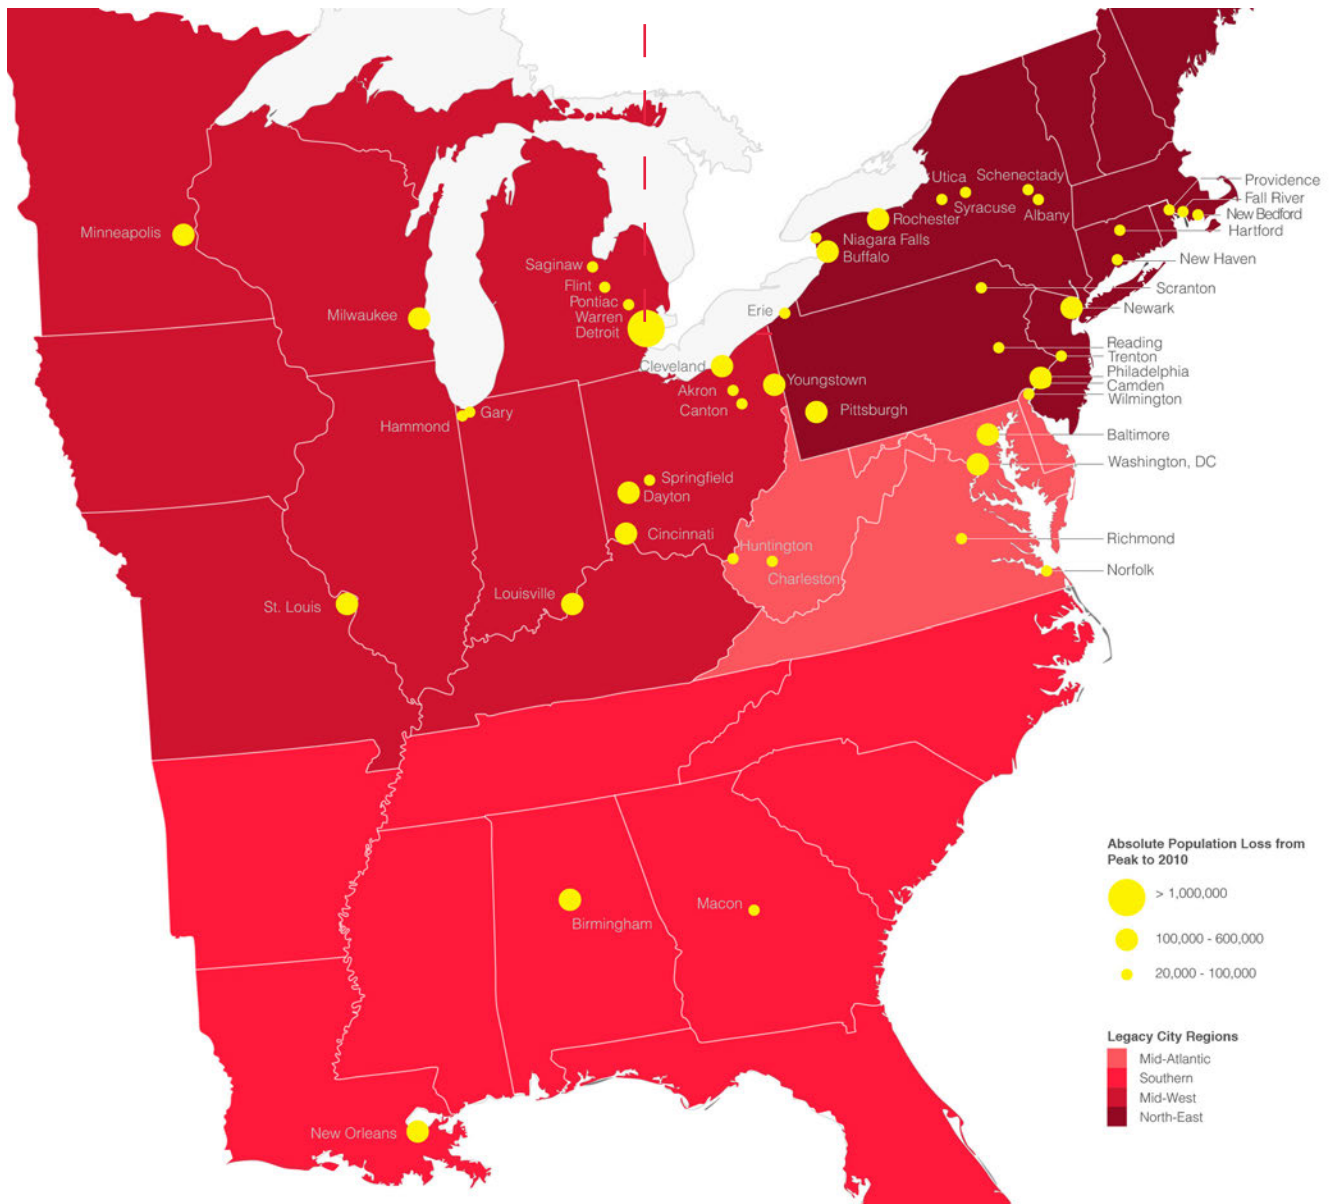 Utica
Schenectady
Providence
Fall River
New Bedford
Hartford
Rochester
Syracuse
Albany
Minneapolis
Niagara Falls
Buffalo
New Haven
Saginaw
Flint
Scranton
Pontiac
Newark
Milwaukee
Warren
Detroit
Erie
Reading
Trenton
Cleveland
Philadelphia
Youngstown
Camden
Akron
Wilmington
Canton
Pittsburgh
Gary
Hammond
Baltimore
Washington, DC
Springfield
Dayton
Cincinnati
Richmond
Huntington
Charleston
Norfolk
St. Louis
Louisville
Macon
Birmingham
New Orleans
Absolute Population Loss from
Peak to 2010
> 1,000,000
100,000 - 600,000
20,000 - 100,000
Legacy City Regions
Mid-Atlantic
Southern
Mid-West
North-East